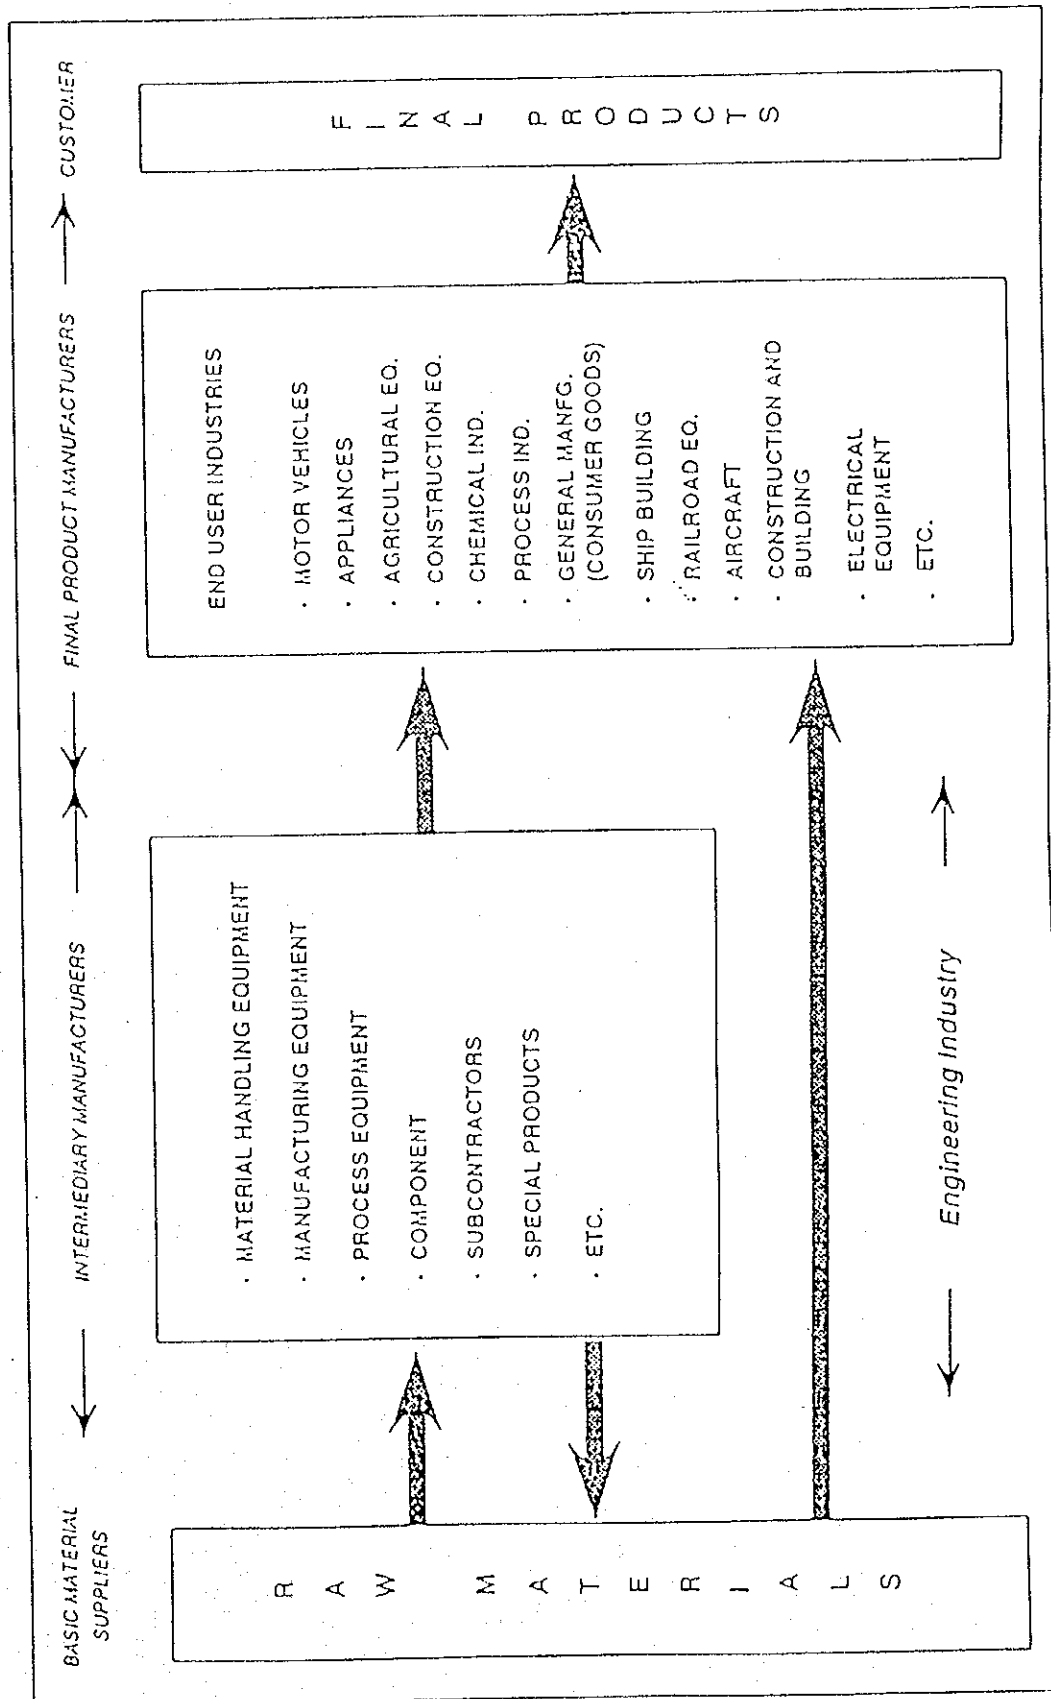 BASIC MATERIAL
SUPPLIERS
INTERMEDIARY MANUFACTURERS
FINAL PRODUCT MANUFACTURERS
CUSTOMER
RAW MATERIALS
· MATERIAL HANDLING EQUIPMENT
· MANUFACTURING EQUIPMENT
· PROCESS EQUIPMENT
· COMPONENT
· SUBCONTRACTORS
· SPECIAL PRODUCTS
· ETC.
END USER INDUSTRIES
· MOTOR VEHICLES
· APPLIANCES
· AGRICULTURAL EQ.
· CONSTRUCTION EQ.
· CHEMICAL IND.
· PROCESS IND.
· GENERAL MANFG.
(CONSUMER GOODS)
· SHIP BUILDING
· RAILROAD EQ.
· AIRCRAFT
· CONSTRUCTION AND
BUILDING
· ELECTRICAL
EQUIPMENT
· ETC.
FINAL PRODUCTS
Engineering Industry